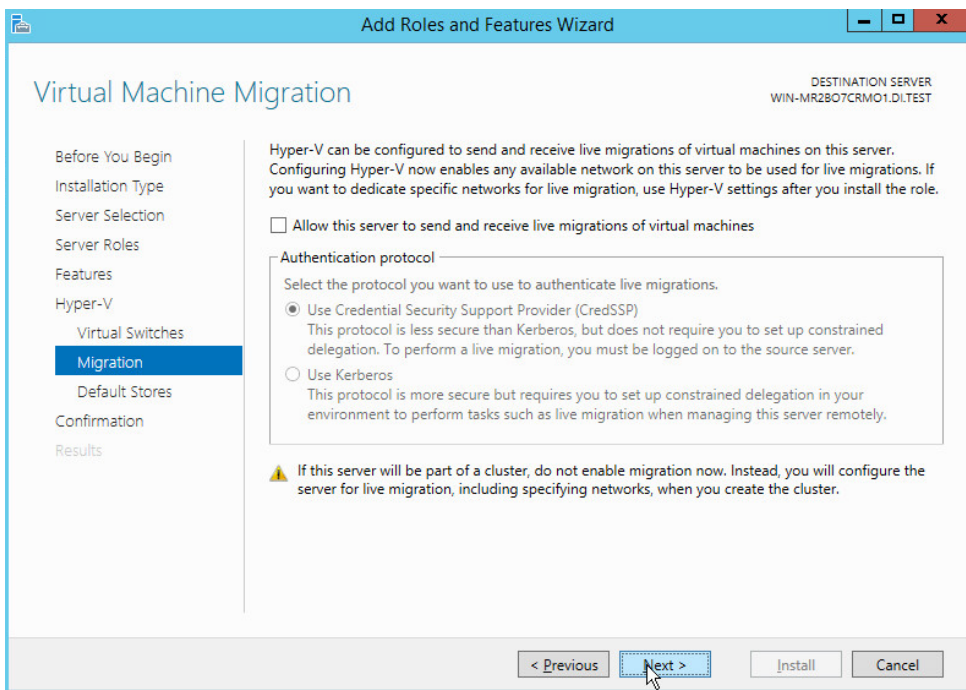 Add Roles and Features Wizard
Virtual Machine Migration
DESTINATION SERVER
WIN-MR2BO7CRMO1.DI.TEST
Before You Begin
Installation Type
Server Selection
Server Roles
Features
Hyper-V
Virtual Switches
Migration
Default Stores
Confirmation
Results
Hyper-V can be configured to send and receive live migrations of virtual machines on this server.
Configuring Hyper-V now enables any available network on this server to be used for live migrations. If
you want to dedicate specific networks for live migration, use Hyper-V settings after you install the role.
Allow this server to send and receive live migrations of virtual machines
Authentication protocol
Select the protocol you want to use to authenticate live migrations.
Use Credential Security Support Provider (CredSSP)
This protocol is less secure than Kerberos, but does not require you to set up constrained
delegation. To perform a live migration, you must be logged on to the source server.
Use Kerberos
This protocol is more secure but requires you to set up constrained delegation in your
environment to perform tasks such as live migration when managing this server remotely.
If this server will be part of a cluster, do not enable migration now. Instead, you will configure the
server for live migration, including specifying networks, when you create the cluster.
< Previous
Next >
Install
Cancel